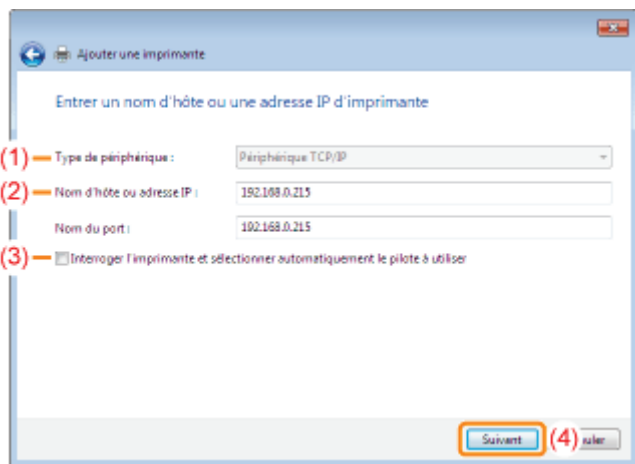 Ajouter une imprimante
Entrer un nom d'hôte ou une adresse IP d'imprimante
(1) Type de périphérique : Périphérique TCP/IP
(2) Nom d'hôte ou adresse IP : 192.168.0.215
Nom du port : 192.168.0.215
(3) Interroger l'imprimante et sélectionner automatiquement le pilote à utiliser
Suivant (4) uler